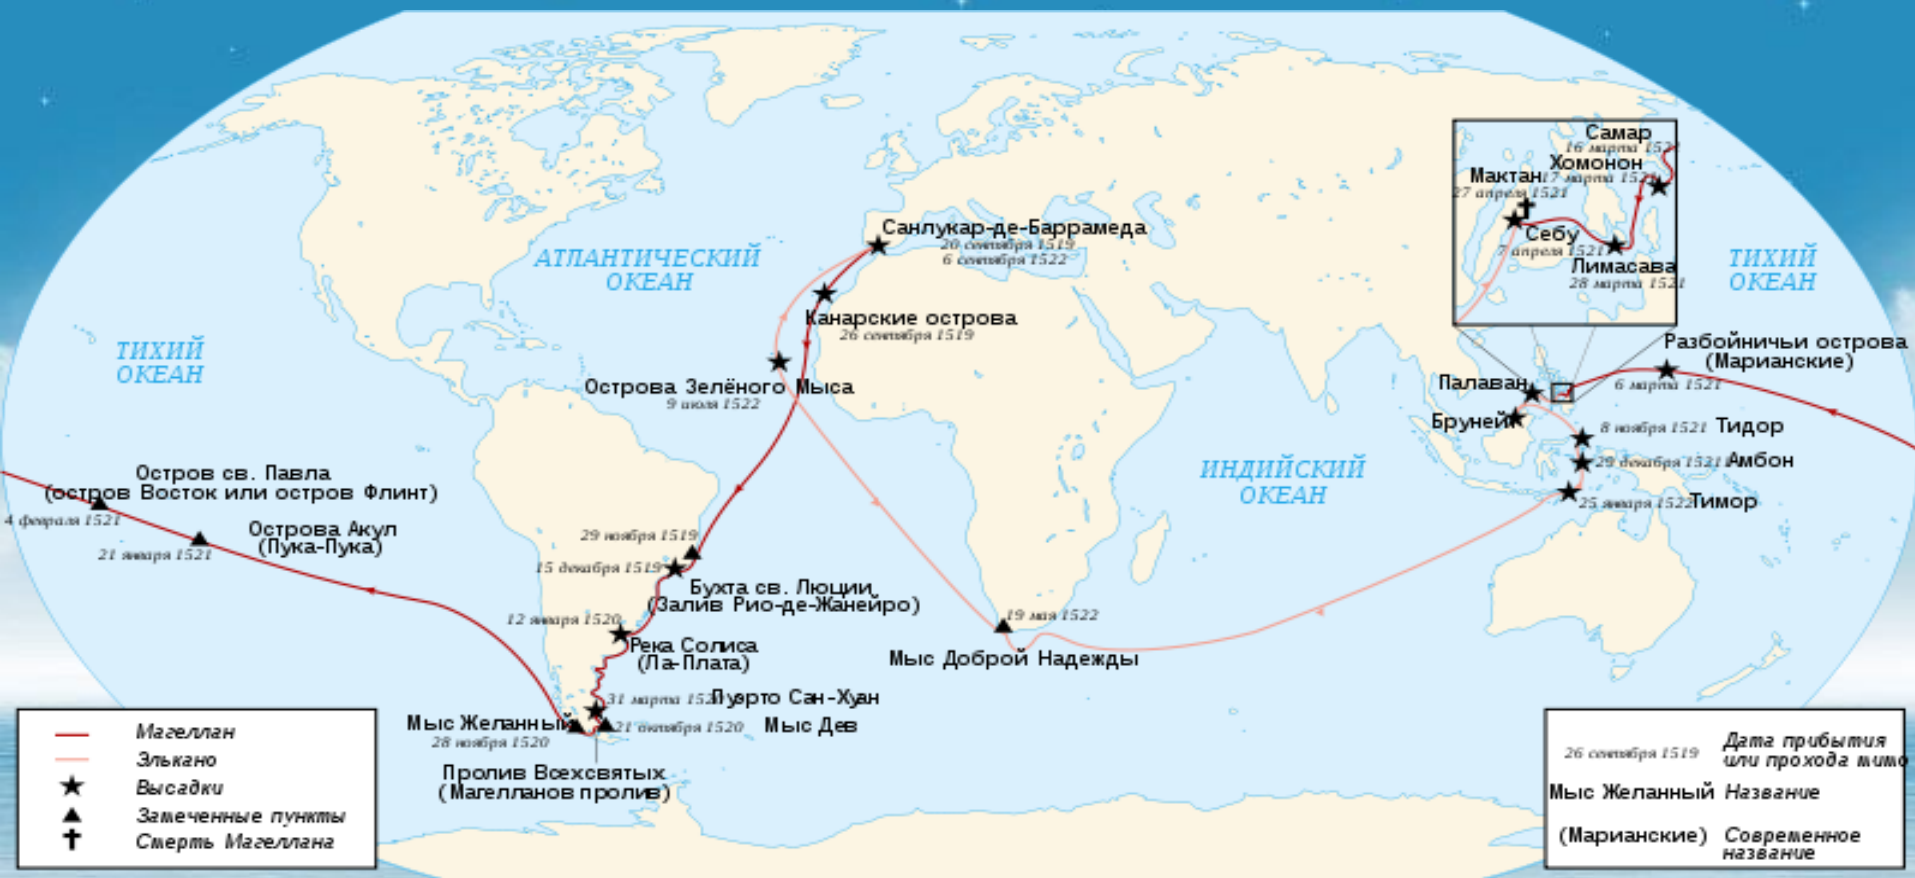 Самар
16 марта 1521
Хомонон
17 марта 1521
Мактан
27 апреля 1521
Себу
7 апреля 1521
Лимасава
28 марта 1521
Санлукар-де-Баррамеда
20 сентября 1519
6 сентября 1522
АТЛАНТИЧЕСКИЙ
ОКЕАН
ТИХИЙ
ОКЕАН
Канарские острова
26 сентября 1519
ТИХИЙ
ОКЕАН
Разбойничьи острова
(Марианские)
6 марта 1521
Острова Зелёного Мыса
9 июля 1522
Палаван
Бруней
8 ноября 1521 Тидор
29 декабря 1521 Амбон
25 января 1522 Тимор
ИНДИЙСКИЙ
ОКЕАН
Остров св. Павла
(остров Восток или остров Флинт)
4 февраля 1521
Острова Акул
(Пука-Пука)
21 января 1521
29 ноября 1519
15 декабря 1519
Бухта св. Люции
(Залив Рио-де-Жанейро)
12 января 1520
Река Солиса
(Ла-Плата)
19 мая 1522
Мыс Доброй Надежды
31 марта 1520 Пуэрто Сан-Хуан
Мыс Желанный
28 ноября 1520
21 октября 1520 Мыс Дев
Пролив Всехсвятых
(Магелланов пролив)
Магеллан
Элькано
Высадки
Замеченные пункты
Смерть Магеллана
26 сентября 1519 Дата прибытия
или прохода мимо
Мыс Желанный Название
(Марианские) Современное
название